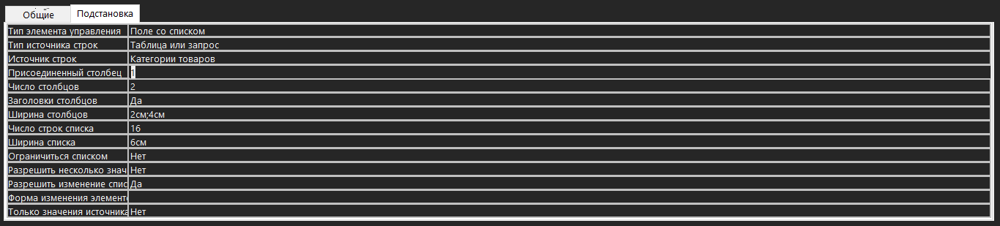 Общие Подстановка
Тип элемента управления Поле со списком
Тип источника строк Таблица или запрос
Источник строк Категории товаров
Присоединенный столбец 1
Число столбцов 2
Заголовки столбцов Да
Ширина столбцов 2см;4см
Число строк списка 16
Ширина списка 6см
Ограничиться списком Нет
Разрешить несколько знач Нет
Разрешить изменение спис Да
Форма изменения элементо
Только значения источника Нет